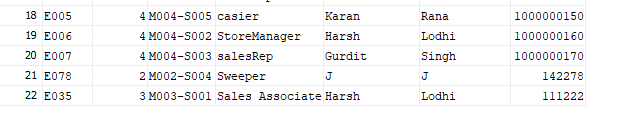 18 E005 4 M004-S005 casier Karan Rana 1000000150
19 E006 4 M004-S002 StoreManager Harsh Lodhi 1000000160
20 E007 4 M004-S003 salesRep Gurdit Singh 1000000170
21 E078 2 M002-S004 Sweeper J J 142278
22 E035 3 M003-S001 Sales Associate Harsh Lodhi 111222